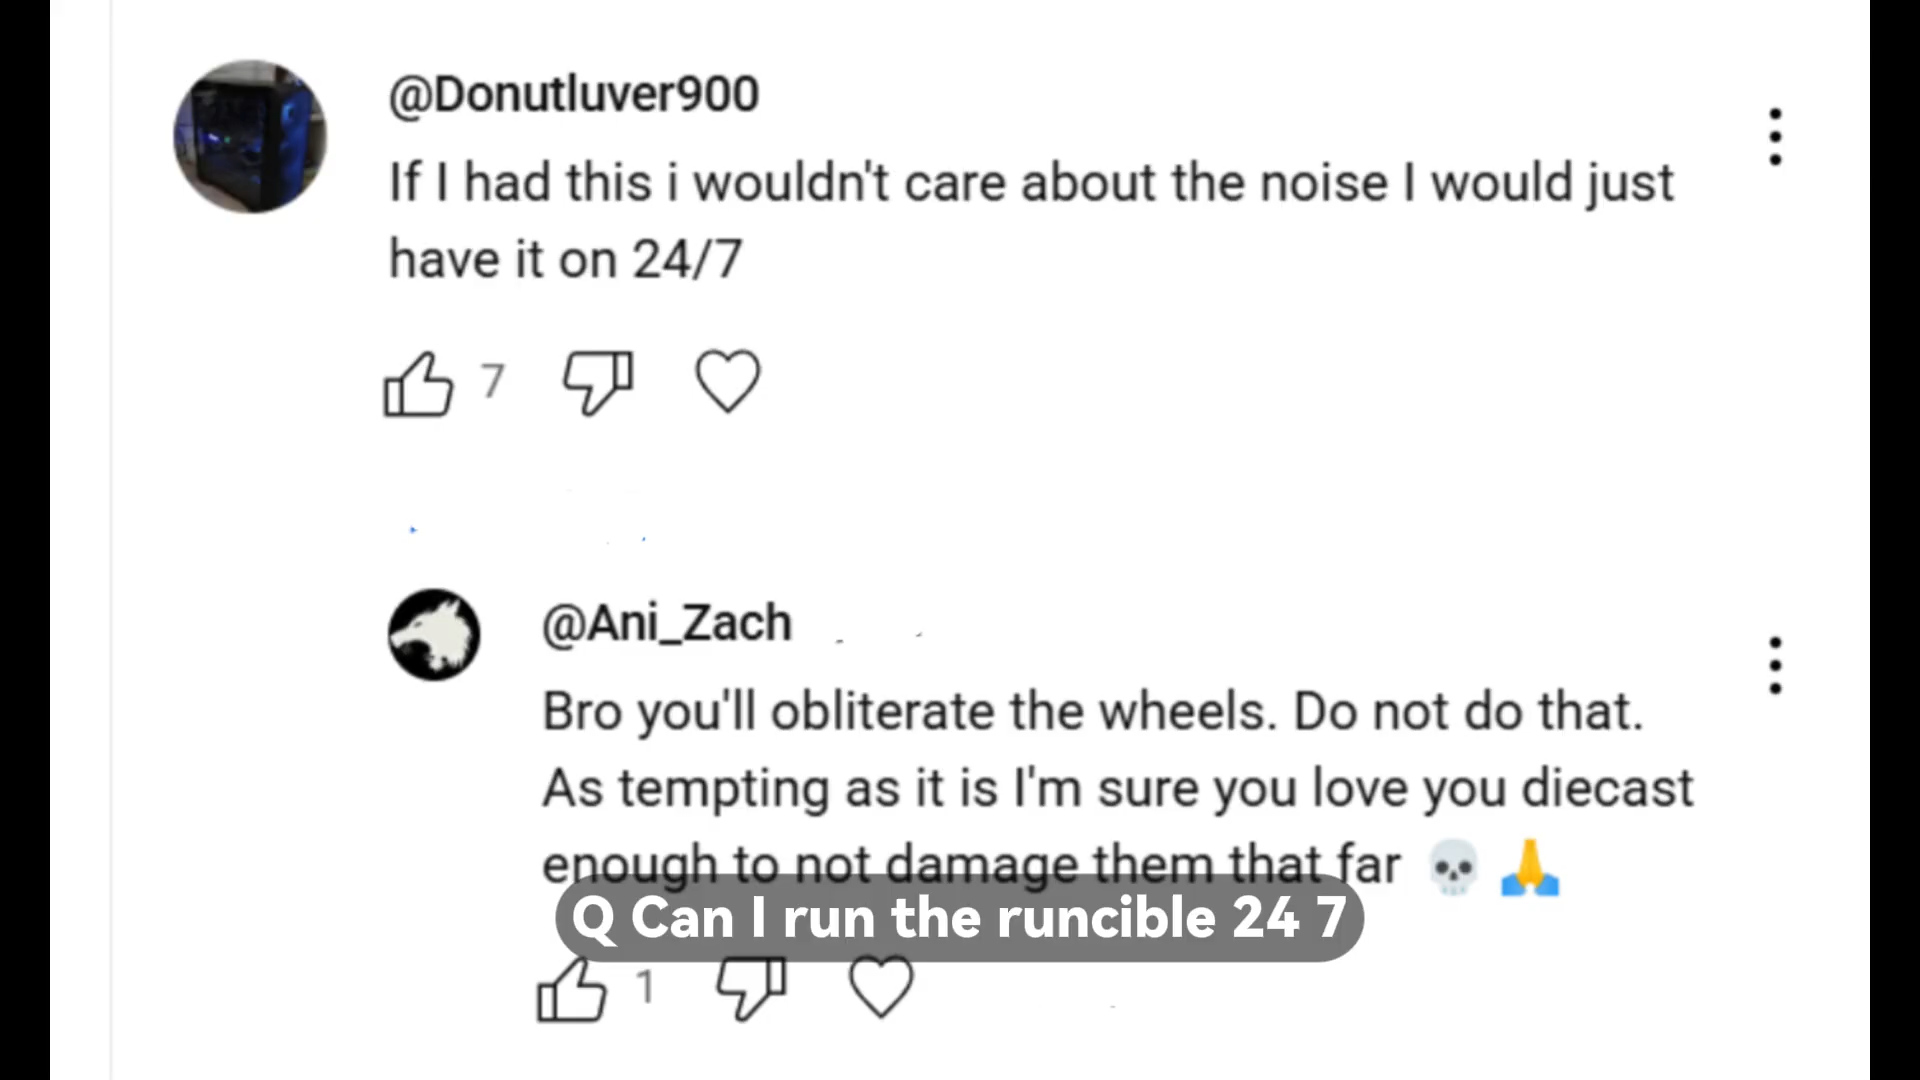 @Donutluver900
If I had this i wouldn't care about the noise I would just
have it on 24/7
7
@Ani_Zach
Bro you'll obliterate the wheels. Do not do that.
As tempting as it is I'm sure you love you diecast
enough to not damage them that far 💀 🙏
Q Can I run the runcible 24 7
1